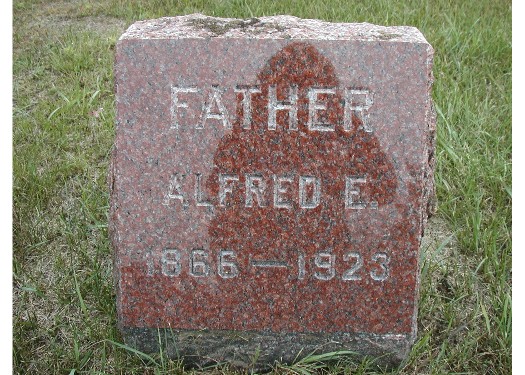 FATHER
ALFRED E.
1866—1923